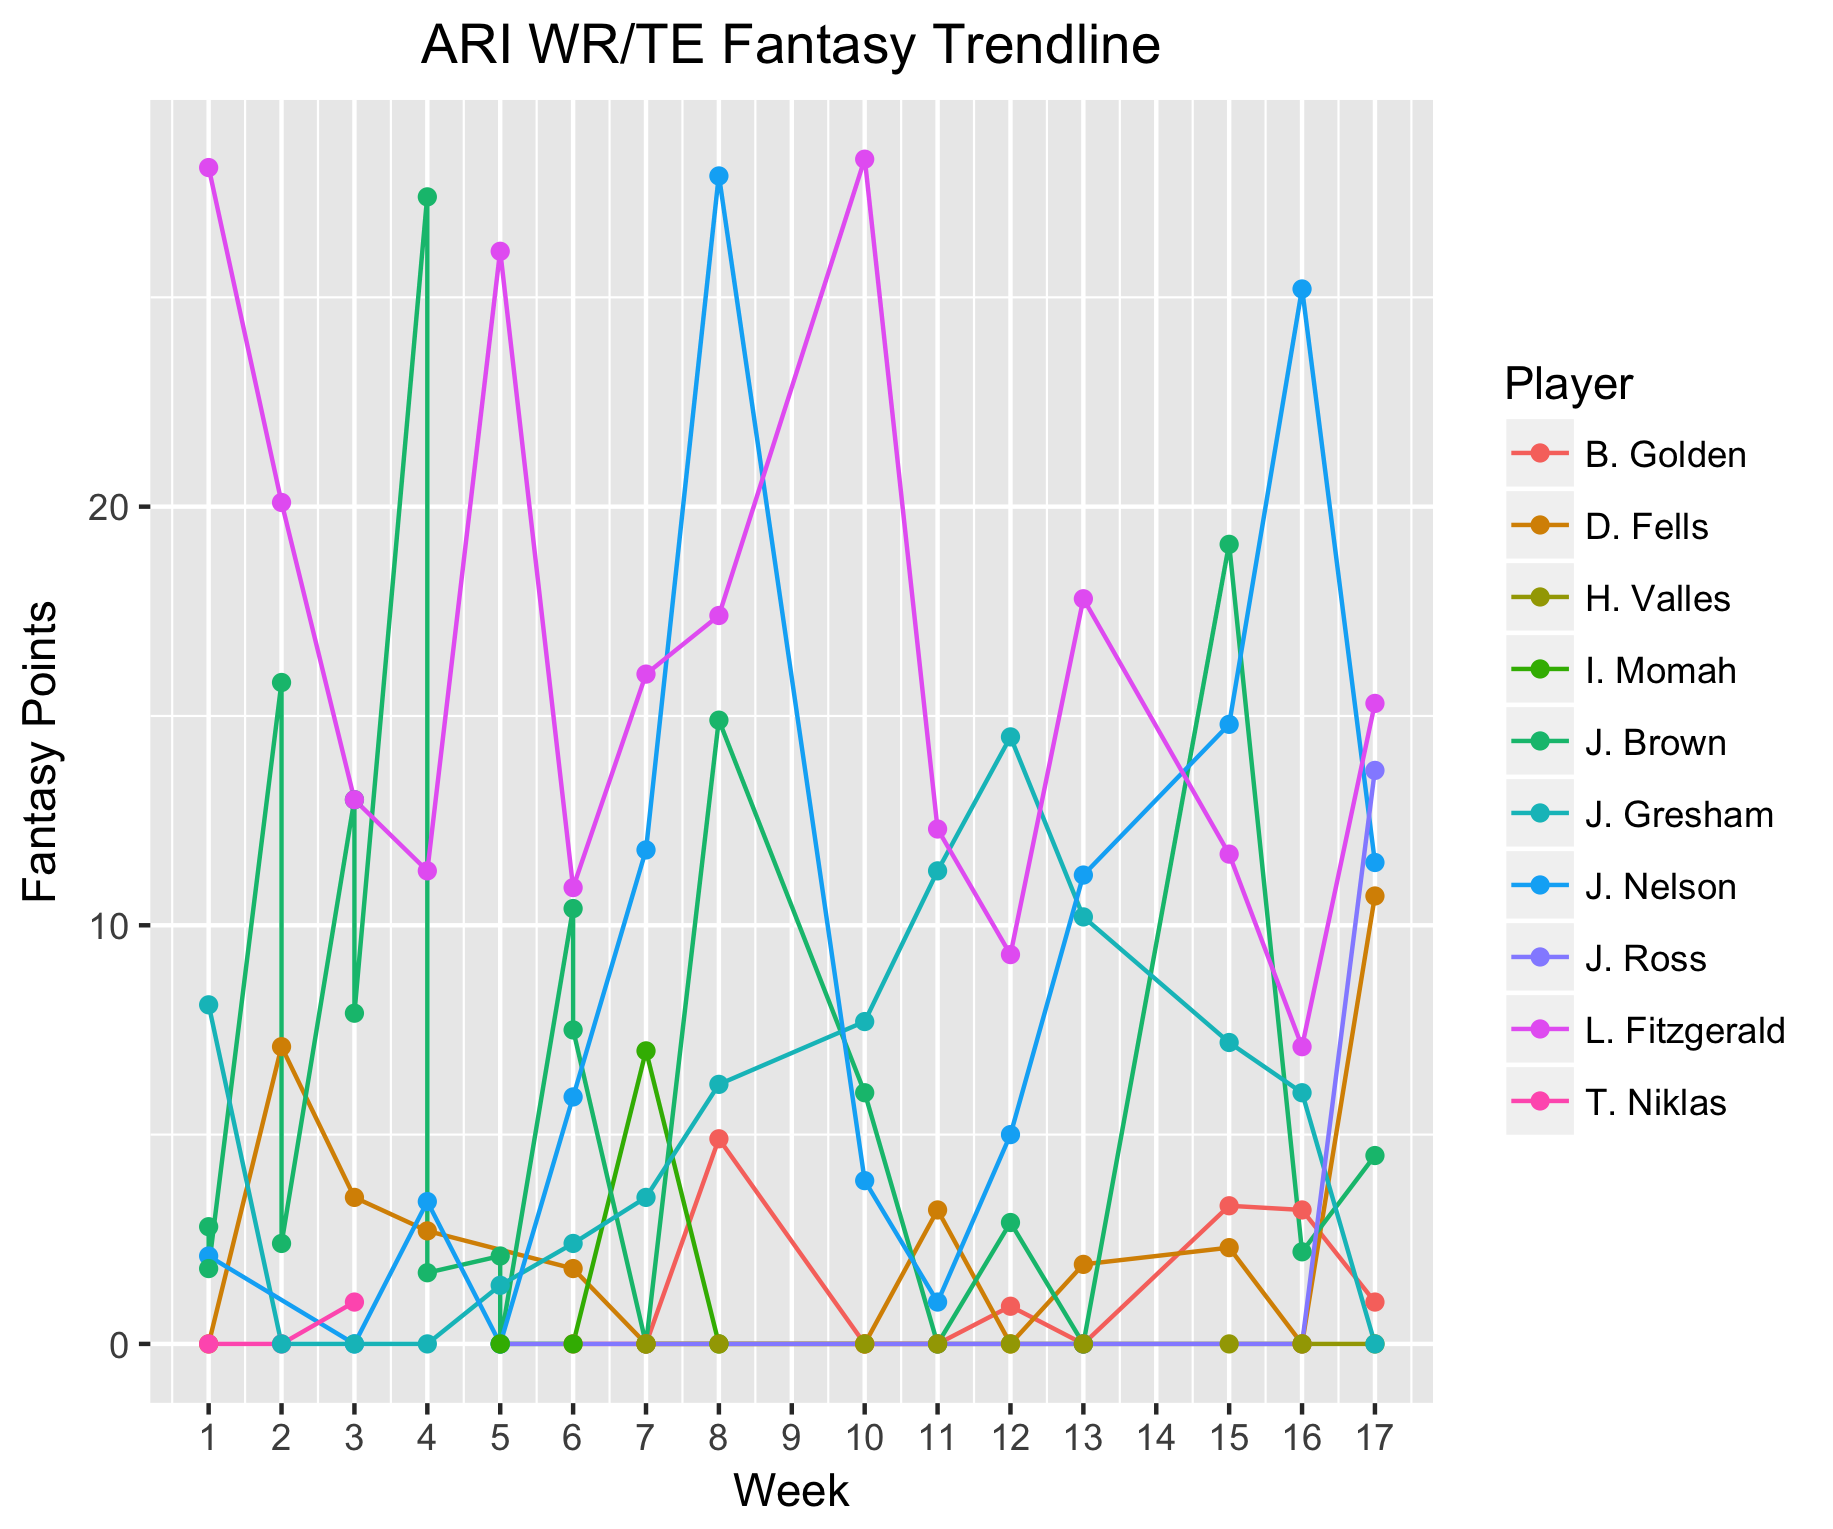 ARI WR/TE Fantasy Trendline
Fantasy Points
20
10
0
1 2 3 4 5 6 7 8 9 10 11 12 13 14 15 16 17
Week
Player
B. Golden
D. Fells
H. Valles
I. Momah
J. Brown
J. Gresham
J. Nelson
J. Ross
L. Fitzgerald
T. Niklas